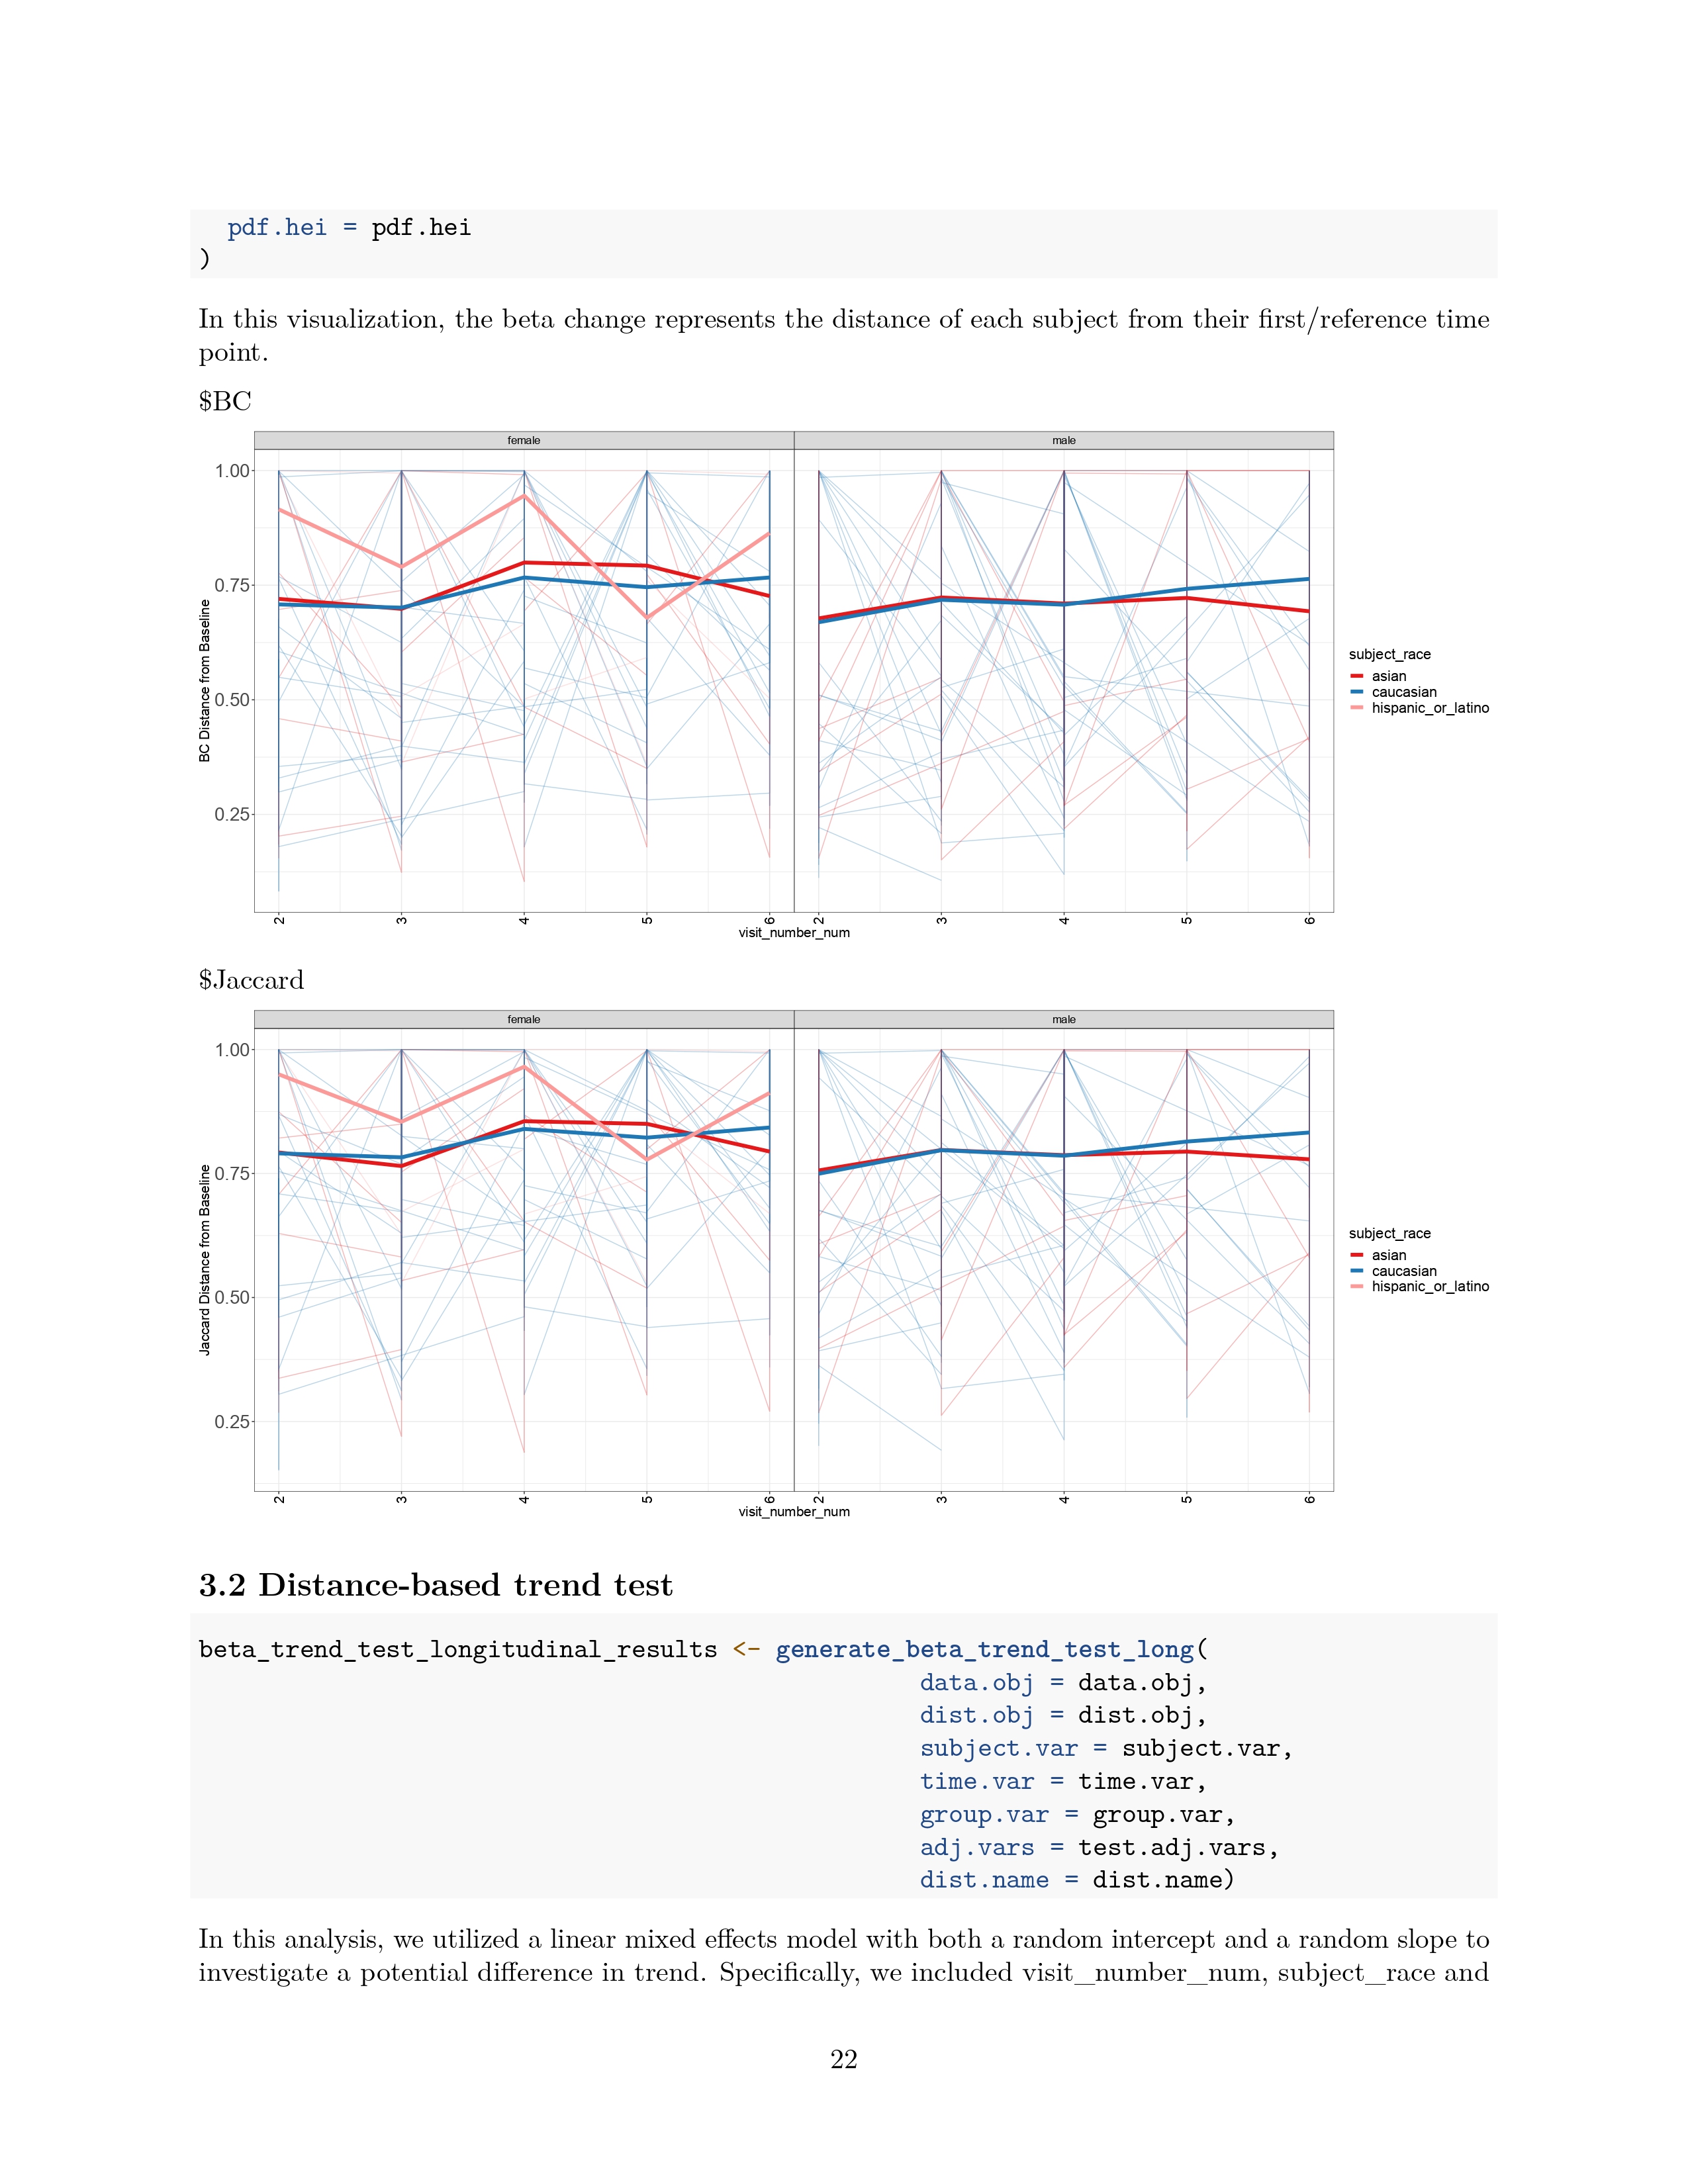 pdf.hei = pdf.hei
)
In this visualization, the beta change represents the distance of each subject from their first/reference time
point.
$BC
female
male
1.00
0.75
0.50
0.25
BC Distance from Baseline
2
3
4
5
6
2
3
4
5
6
visit_number_num
subject_race
asian
caucasian
hispanic_or_latino
$Jaccard
female
male
1.00
0.75
0.50
0.25
Jaccard Distance from Baseline
2
3
4
5
6
2
3
4
5
6
visit_number_num
subject_race
asian
caucasian
hispanic_or_latino
3.2 Distance-based trend test
beta_trend_test_longitudinal_results <- generate_beta_trend_test_long(
data.obj = data.obj,
dist.obj = dist.obj,
subject.var = subject.var,
time.var = time.var,
group.var = group.var,
adj.vars = test.adj.vars,
dist.name = dist.name)
In this analysis, we utilized a linear mixed effects model with both a random intercept and a random slope to
investigate a potential difference in trend. Specifically, we included visit_number_num, subject_race and
22